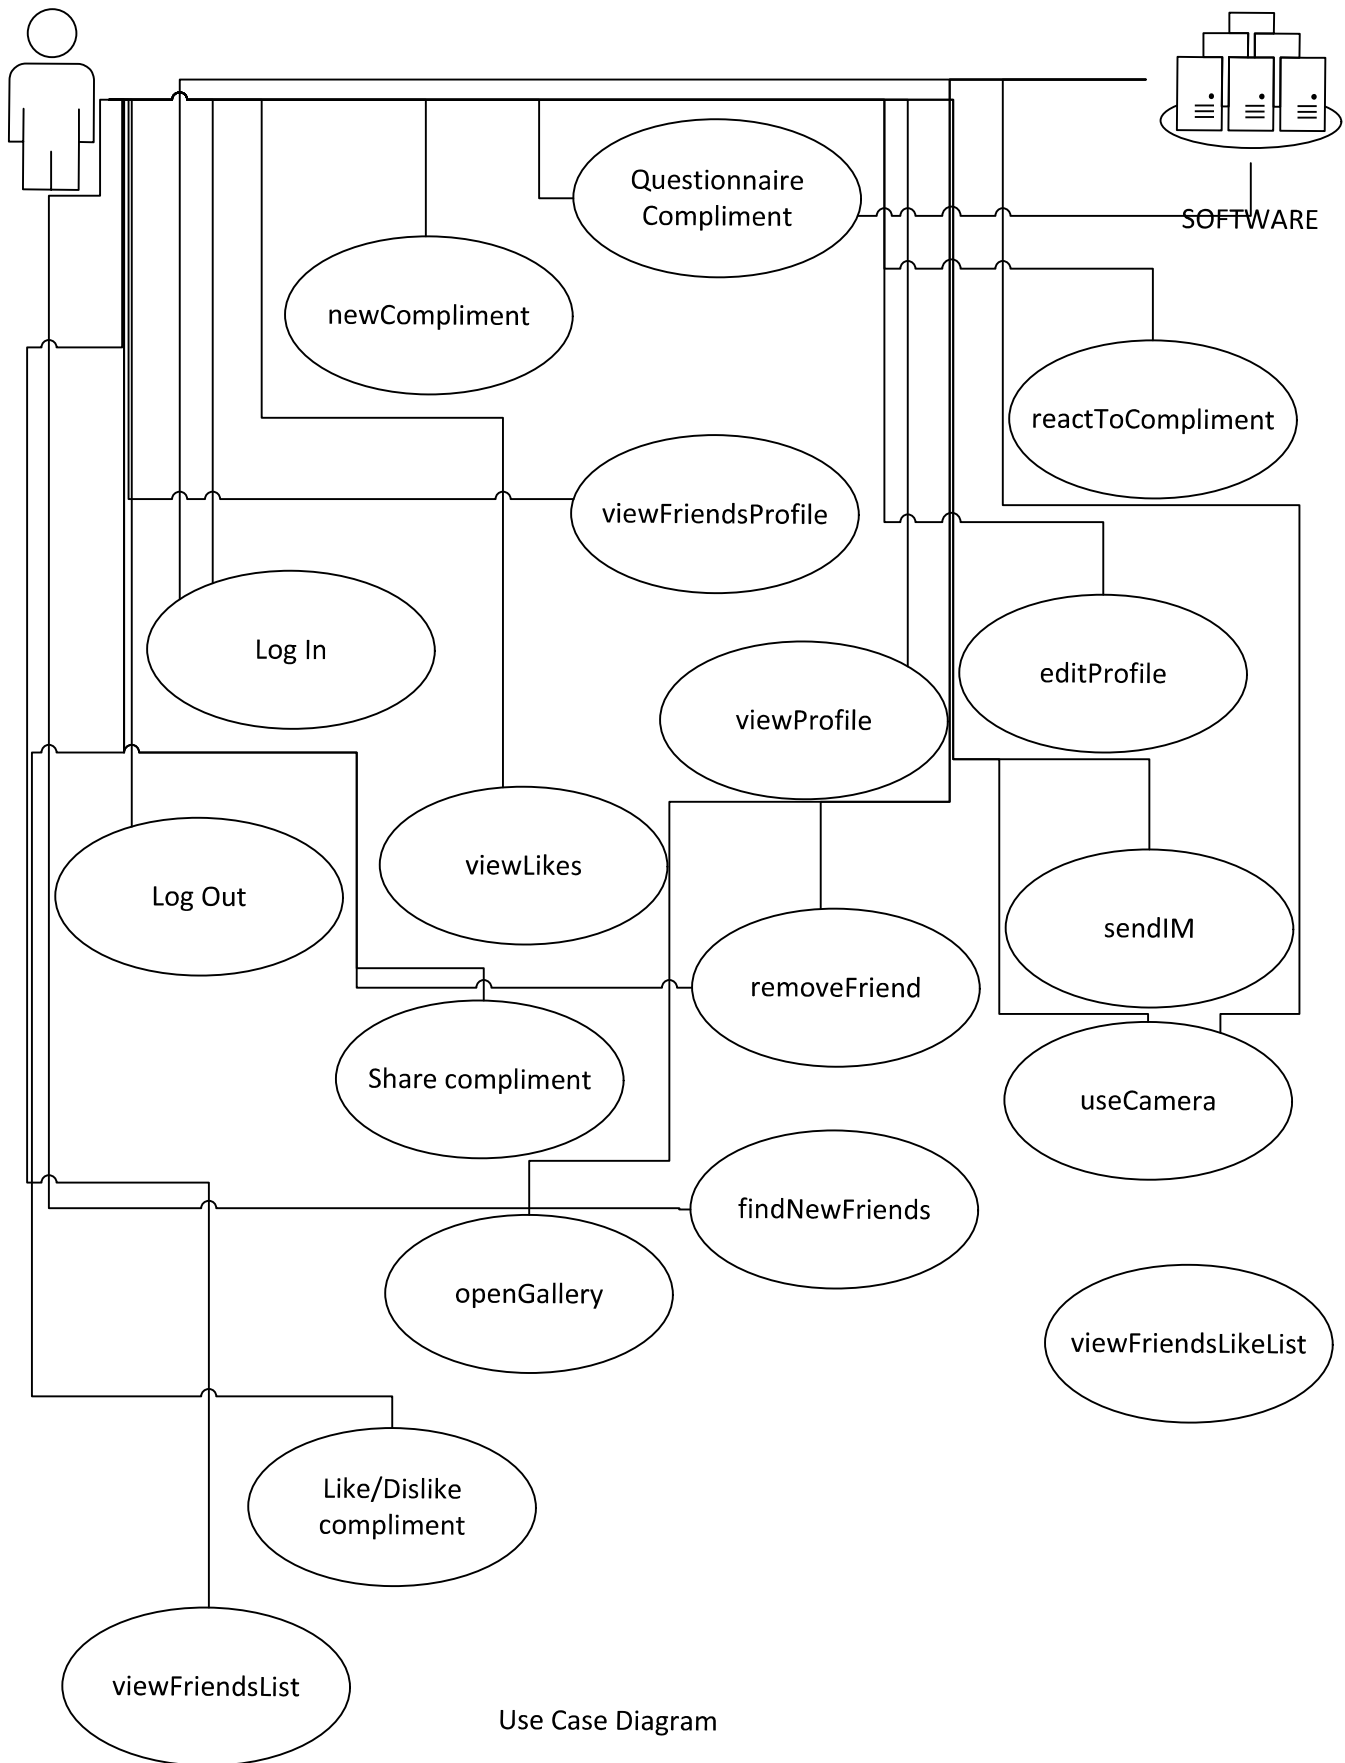 Questionnaire
Compliment
SOFTWARE
newCompliment
reactToCompliment
viewFriendsProfile
Log In
editProfile
viewProfile
viewLikes
Log Out
sendIM
removeFriend
Share compliment
useCamera
findNewFriends
openGallery
viewFriendsLikeList
Like/Dislike
compliment
viewFriendsList
Use Case Diagram